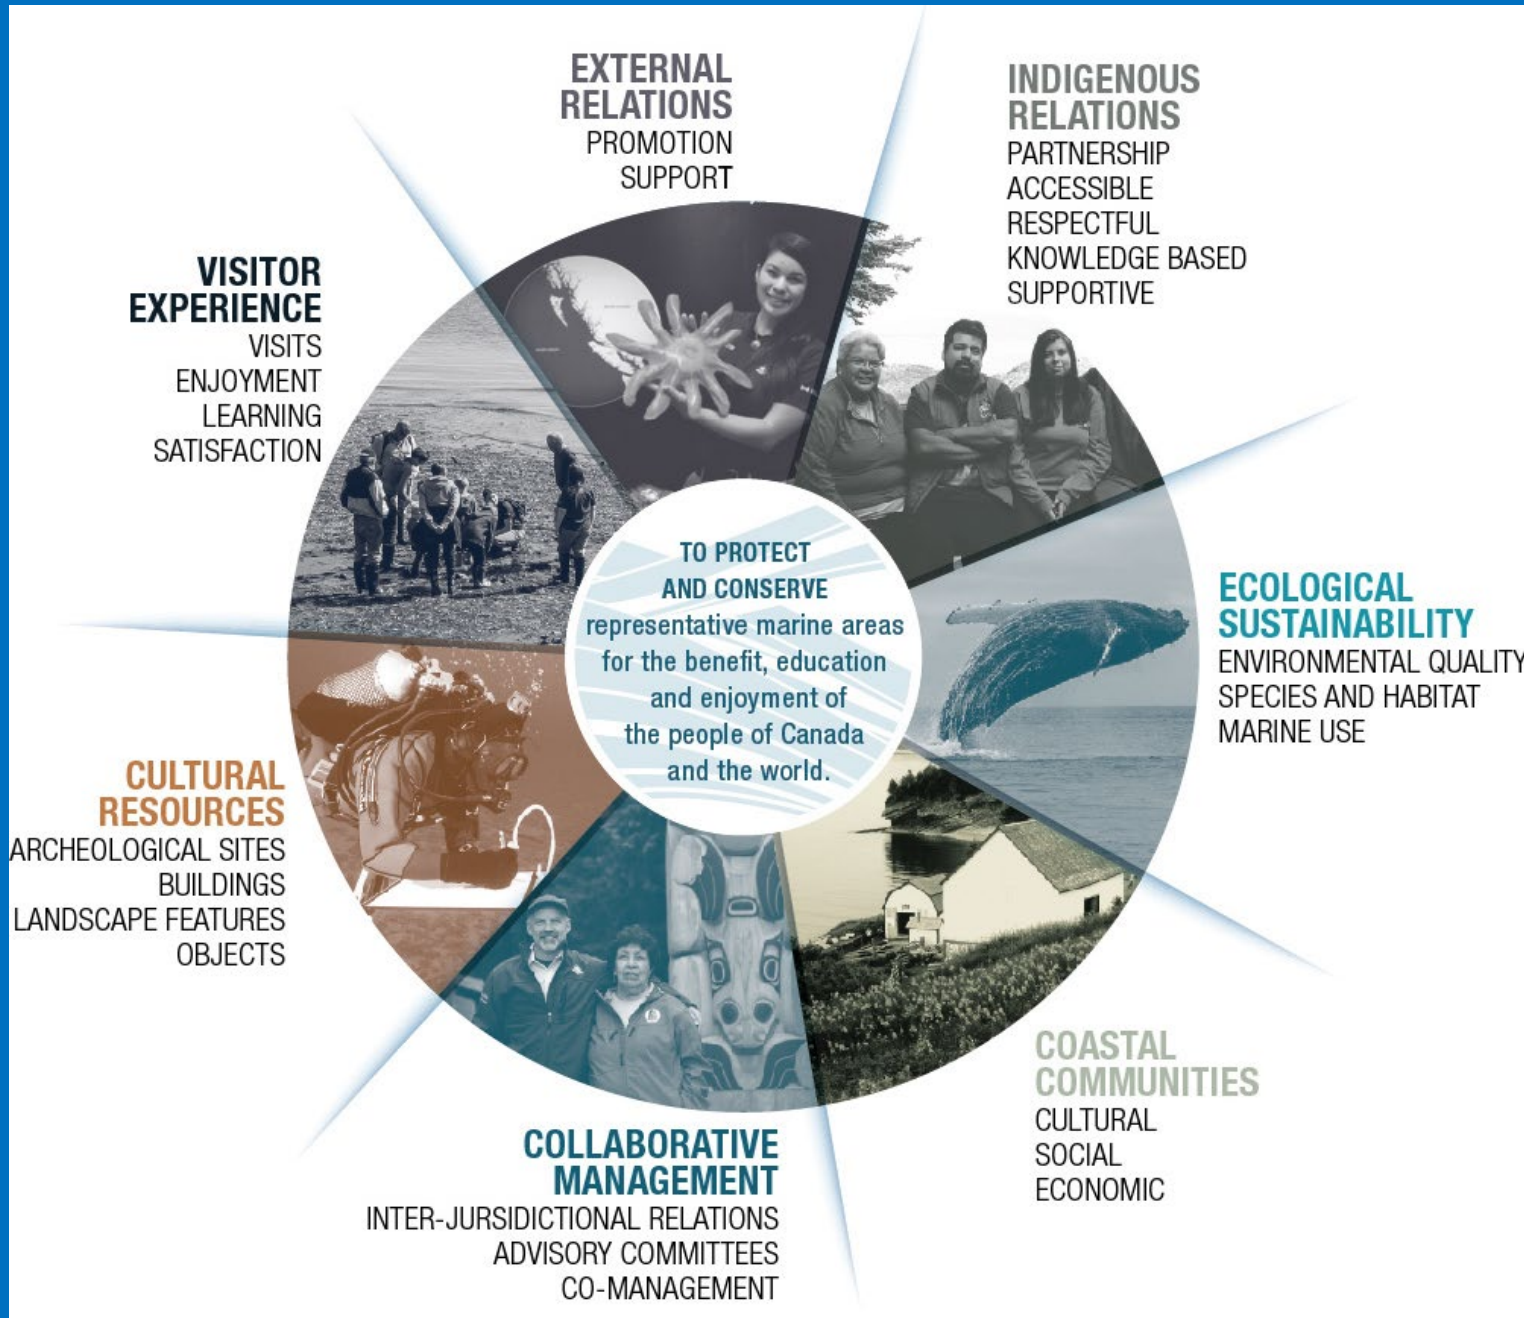 EXTERNAL
RELATIONS
PROMOTION
SUPPORT
INDIGENOUS
RELATIONS
PARTNERSHIP
ACCESSIBLE
RESPECTFUL
KNOWLEDGE BASED
SUPPORTIVE
ECOLOGICAL
SUSTAINABILITY
ENVIRONMENTAL QUALITY
SPECIES AND HABITAT
MARINE USE
COASTAL
COMMUNITIES
CULTURAL
SOCIAL
ECONOMIC
COLLABORATIVE
MANAGEMENT
INTER-JURSIDICTIONAL RELATIONS
ADVISORY COMMITTEES
CO-MANAGEMENT
CULTURAL
RESOURCES
ARCHEOLOGICAL SITES
BUILDINGS
LANDSCAPE FEATURES
OBJECTS
VISITOR
EXPERIENCE
VISITS
ENJOYMENT
LEARNING
SATISFACTION
TO PROTECT
AND CONSERVE
representative marine areas
for the benefit, education
and enjoyment of
the people of Canada
and the world.